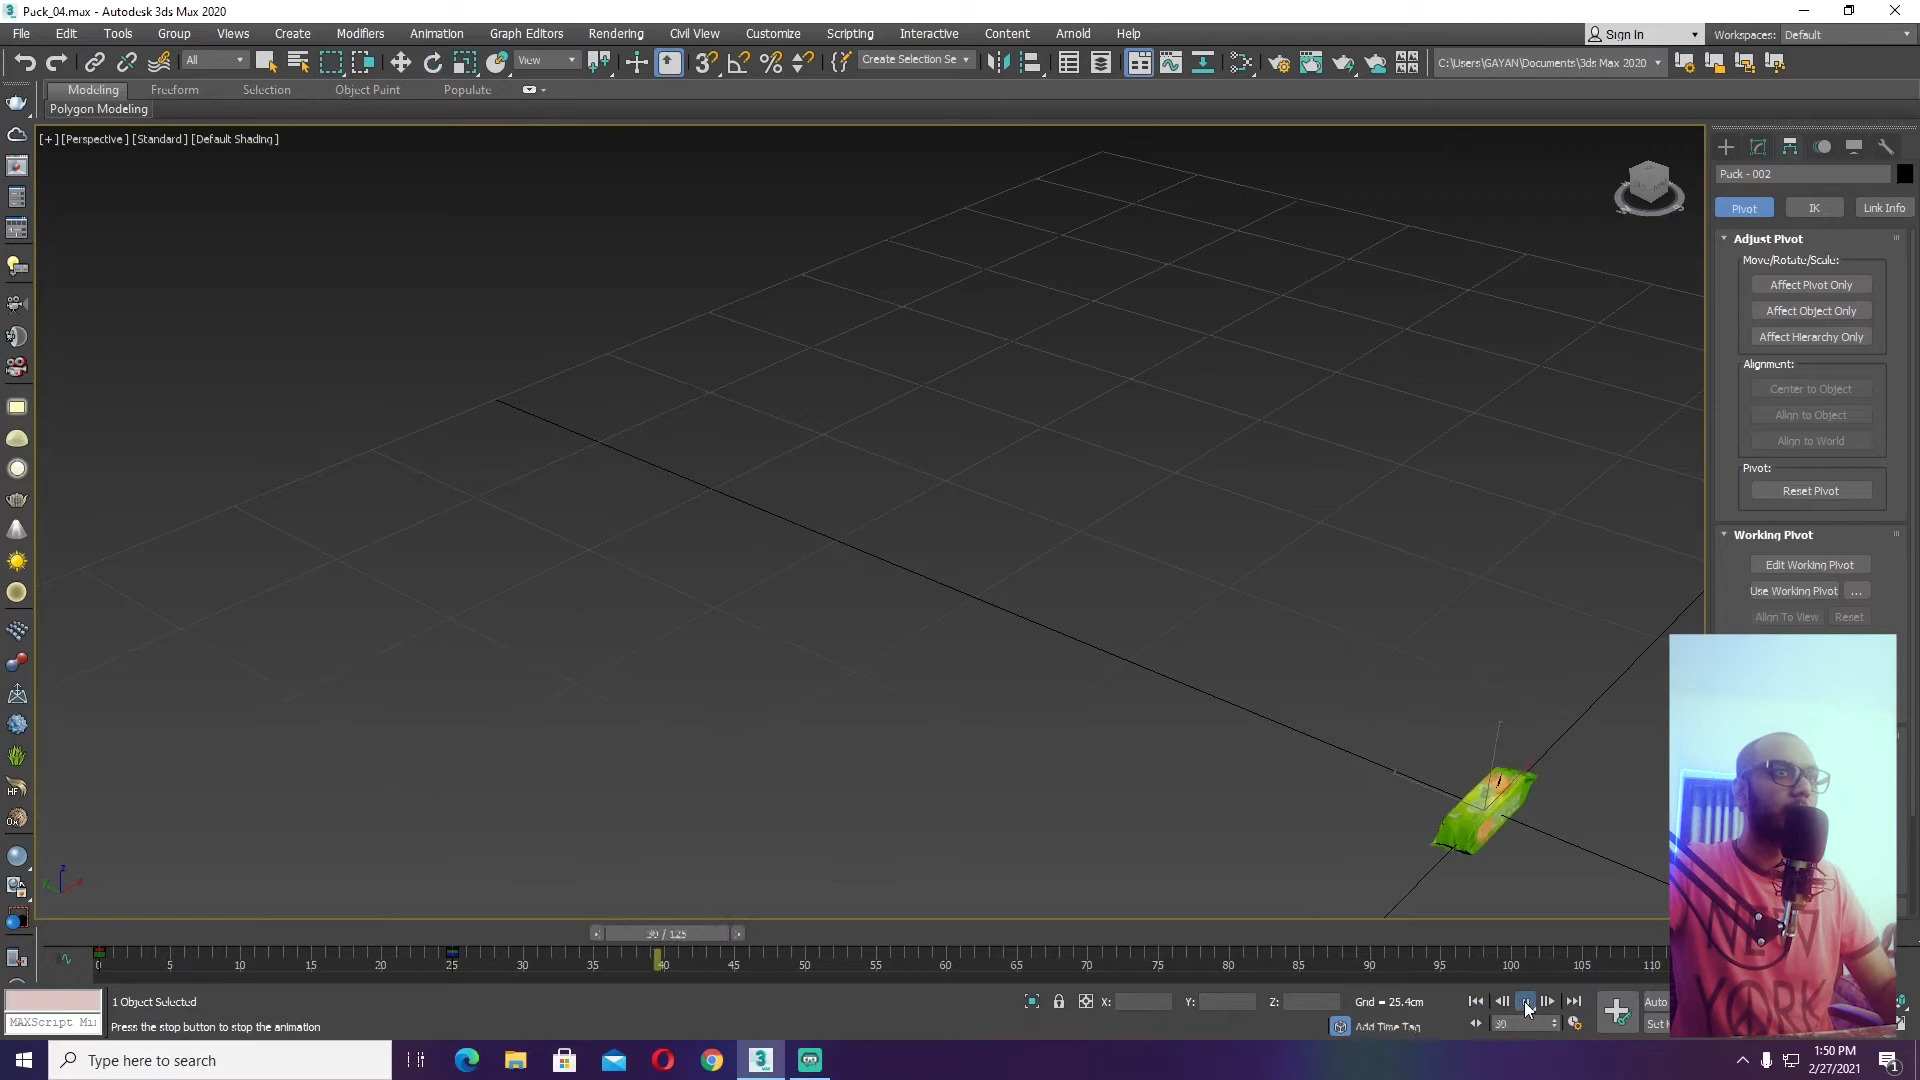 Pack_04.max - Autodesk 3ds Max 2020
File Edit Tools Group Views Create Modifiers Animation Graph Editors Rendering Civil View Customize Scripting Interactive Content Arnold Help
Sign In Workspaces: Default
All View Create Selection Se C:\Users\GAYAN\Documents\3ds Max 2020
Modeling Freeform Selection Object Paint Populate
Polygon Modeling
[+] [Perspective] [Standard] [Default Shading]
Pack - 002
Pivot IK Link Info
Adjust Pivot
Move/Rotate/Scale:
Affect Pivot Only
Affect Object Only
Affect Hierarchy Only
Alignment:
Center to Object
Align to Object
Align to World
Pivot:
Reset Pivot
Working Pivot
Edit Working Pivot
Use Working Pivot ...
Align To View Reset
HF
39 / 125
0 5 10 15 20 25 30 35 40 45 50 55 60 65 70 75 80 85 90 95 100 105 110
1 Object Selected X: Y: Z: Grid = 25.4cm Auto
MAXScript Mi
Press the stop button to stop the animation Add Time Tag 39 Set K
NEW
YORK
Type here to search
1:50 PM
2/27/2021